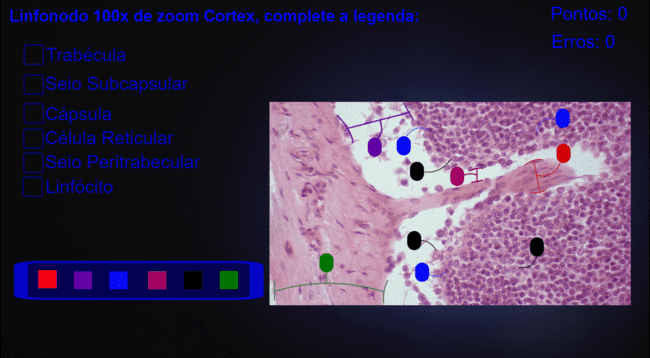 Linfonodo 100x de zoom Cortex, complete a legenda:
Pontos: 0
Erros: 0
Trabécula
Seio Subcapsular
Cápsula
Célula Reticular
Seio Peritrabecular
Linfócito